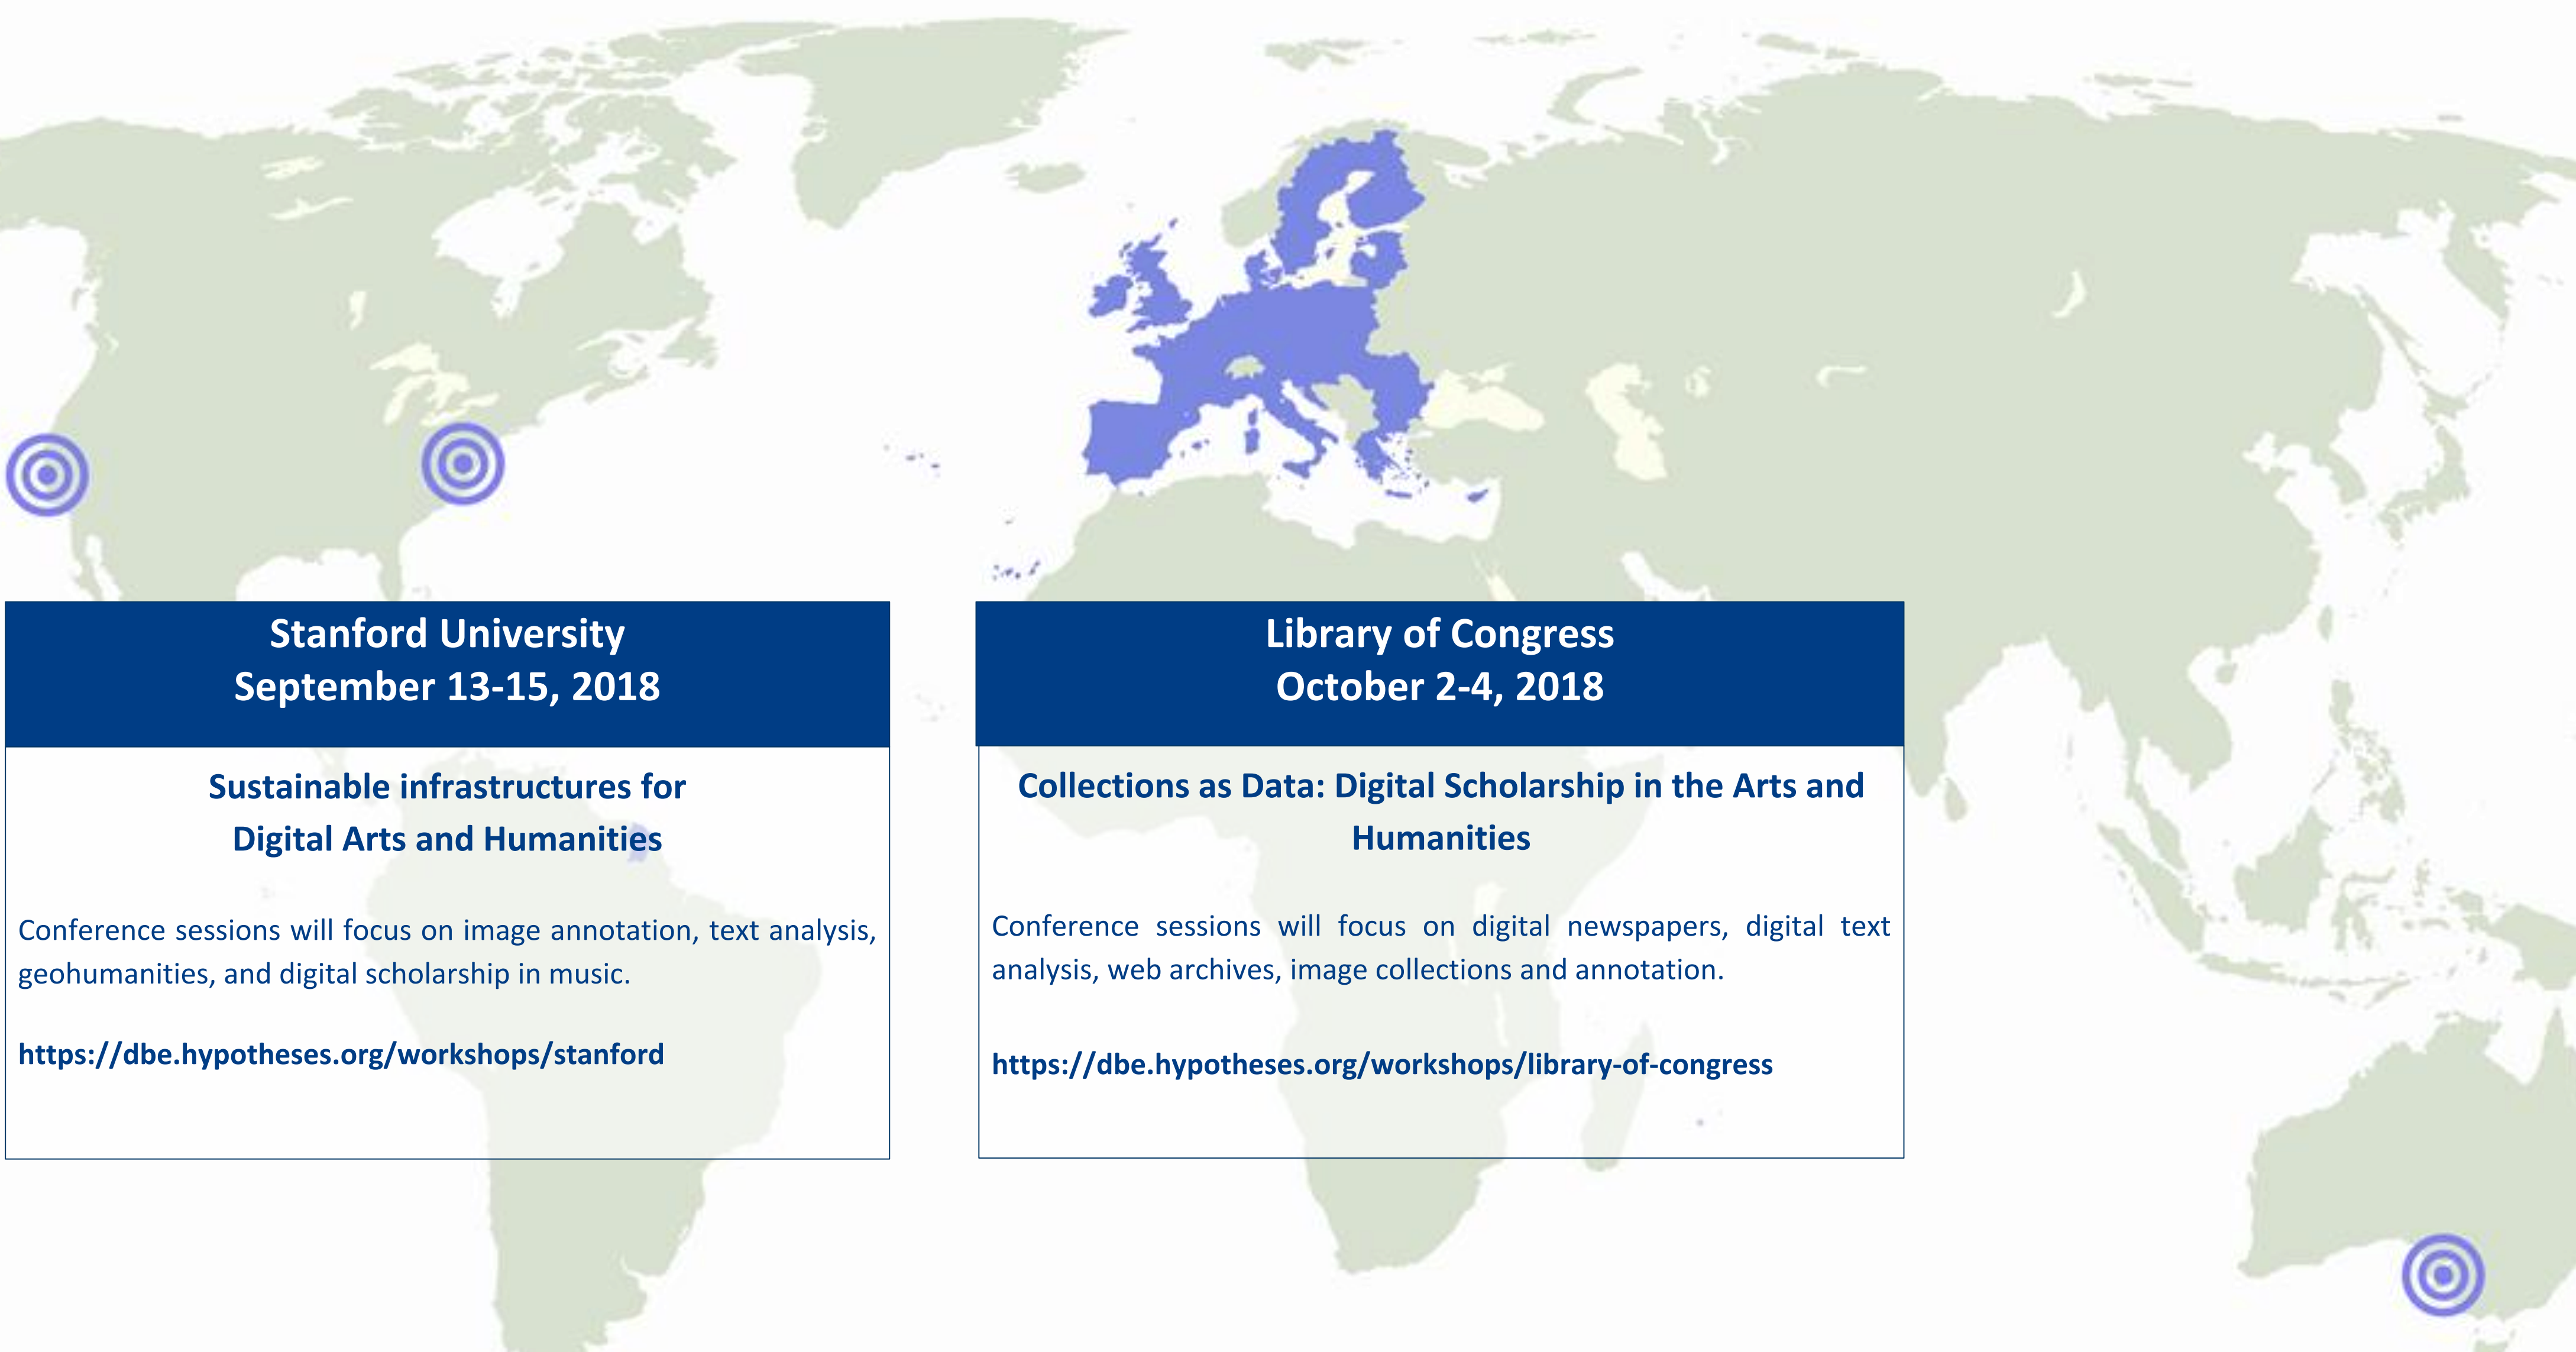 Stanford University
September 13-15, 2018
Sustainable infrastructures for
Digital Arts and Humanities
Conference sessions will focus on image annotation, text analysis,
geohumanities, and digital scholarship in music.
https://dbe.hypotheses.org/workshops/stanford
Library of Congress
October 2-4, 2018
Collections as Data: Digital Scholarship in the Arts and
Humanities
Conference sessions will focus on digital newspapers, digital text
analysis, web archives, image collections and annotation.
https://dbe.hypotheses.org/workshops/library-of-congress